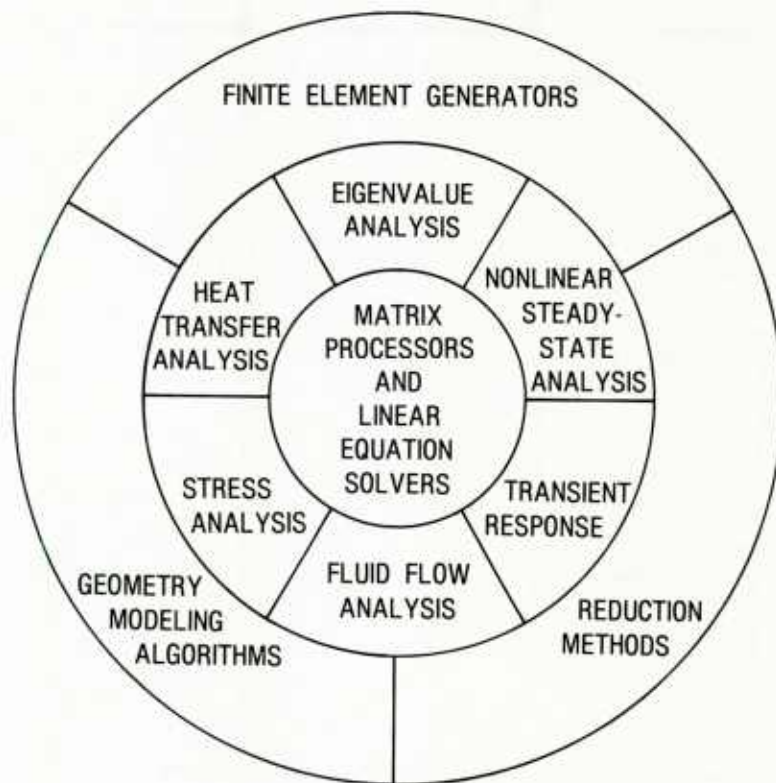 FINITE ELEMENT GENERATORS
EIGENVALUE
ANALYSIS
HEAT
TRANSFER
ANALYSIS
NONLINEAR
STEADY-
STATE
ANALYSIS
MATRIX
PROCESSORS
AND
LINEAR
EQUATION
SOLVERS
STRESS
ANALYSIS
TRANSIENT
RESPONSE
FLUID FLOW
ANALYSIS
GEOMETRY
MODELING
ALGORITHMS
REDUCTION
METHODS